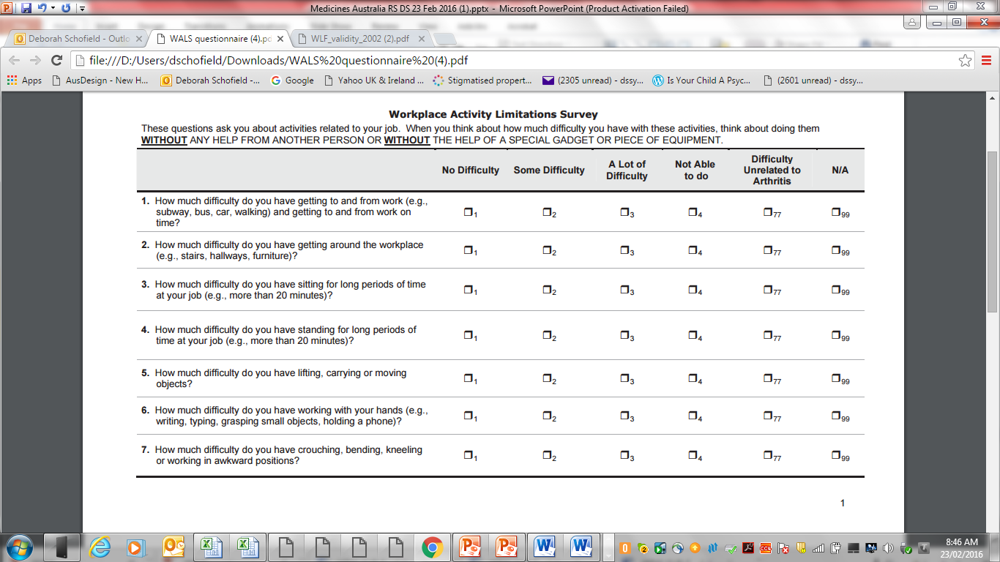 Medicines Australia RS DS 23 Feb 2016 (1).pptx - Microsoft PowerPoint (Product Activation Failed)
Deborah Schofield - Outlo
WALS questionnaire (4).pd
WLF_validity_2002 (2).pdf
file:///D:/Users/dschofield/Downloads/WALS%20questionnaire%20(4).pdf
Apps AusDesign - New H... Deborah Schofield -... Google Yahoo UK & Ireland ... Stigmatised propert... (2305 unread) - dssy... Is Your Child A Psyc... (2601 unread) - dssy...
Workplace Activity Limitations Survey
These questions ask you about activities related to your job. When you think about how much difficulty you have with these activities, think about doing them
WITHOUT ANY HELP FROM ANOTHER PERSON OR WITHOUT THE HELP OF A SPECIAL GADGET OR PIECE OF EQUIPMENT.
No Difficulty Some Difficulty A Lot of Difficulty Not Able to do Difficulty Unrelated to Arthritis N/A
1. How much difficulty do you have getting to and from work (e.g.,
subway, bus, car, walking) and getting to and from work on
time?
❒1 ❒2 ❒3 ❒4 ❒77 ❒99
2. How much difficulty do you have getting around the workplace
(e.g., stairs, hallways, furniture)?
❒1 ❒2 ❒3 ❒4 ❒77 ❒99
3. How much difficulty do you have sitting for long periods of time
at your job (e.g., more than 20 minutes)?
❒1 ❒2 ❒3 ❒4 ❒77 ❒99
4. How much difficulty do you have standing for long periods of
time at your job (e.g., more than 20 minutes)?
❒1 ❒2 ❒3 ❒4 ❒77 ❒99
5. How much difficulty do you have lifting, carrying or moving
objects?
❒1 ❒2 ❒3 ❒4 ❒77 ❒99
6. How much difficulty do you have working with your hands (e.g.,
writing, typing, grasping small objects, holding a phone)?
❒1 ❒2 ❒3 ❒4 ❒77 ❒99
7. How much difficulty do you have crouching, bending, kneeling
or working in awkward positions?
❒1 ❒2 ❒3 ❒4 ❒77 ❒99
1
8:46 AM
23/02/2016